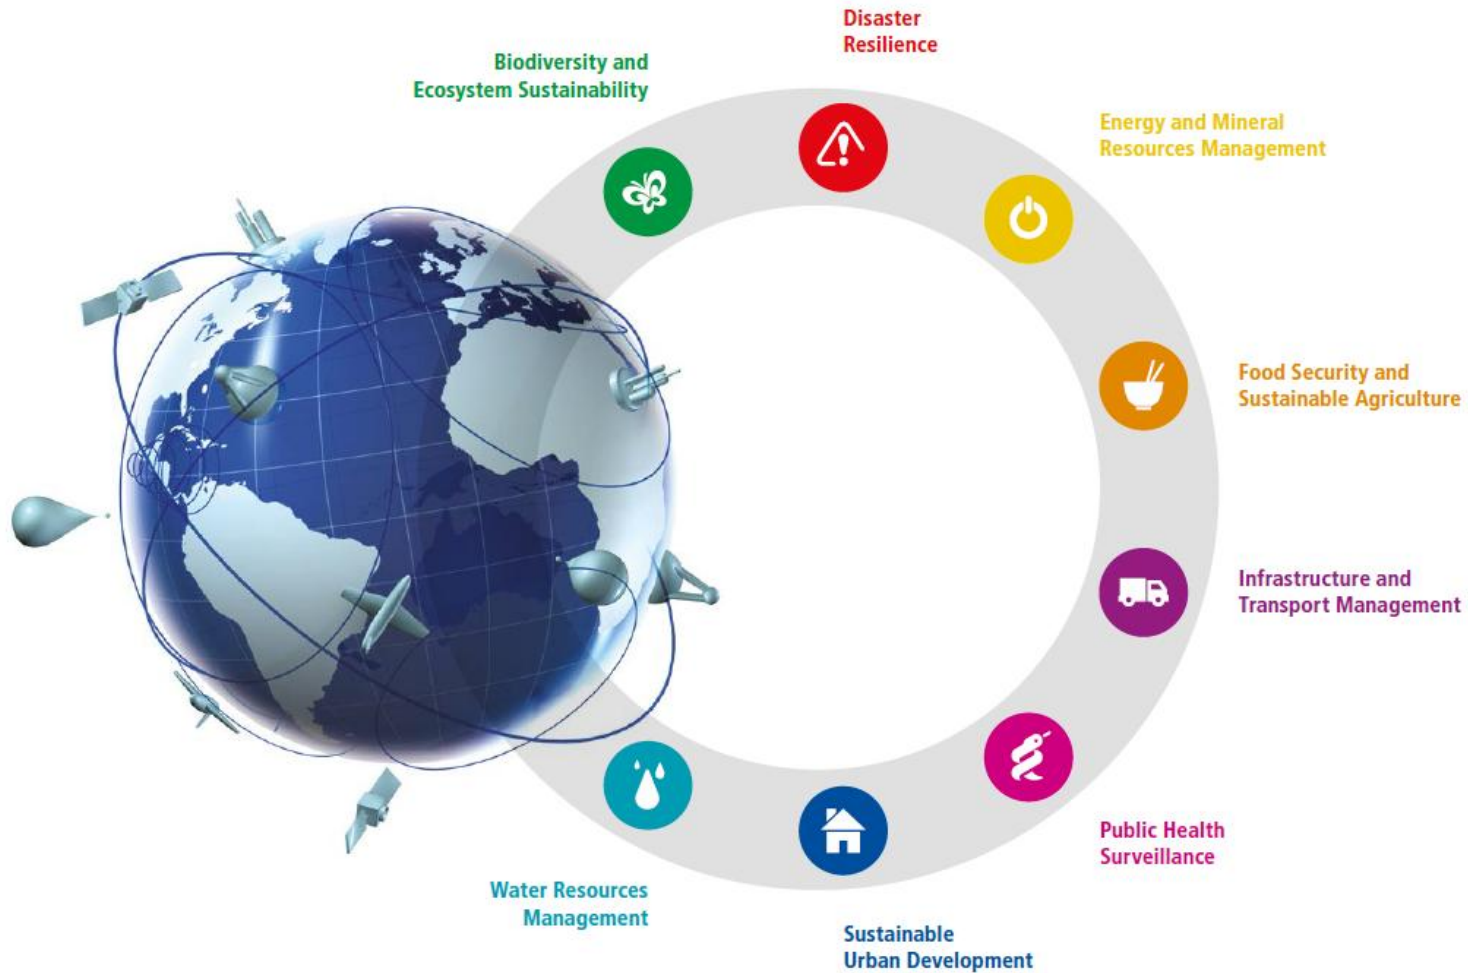 Disaster
Resilience
Biodiversity and
Ecosystem Sustainability
Energy and Mineral
Resources Management
Food Security and
Sustainable Agriculture
Infrastructure and
Transport Management
Public Health
Surveillance
Water Resources
Management
Sustainable
Urban Development